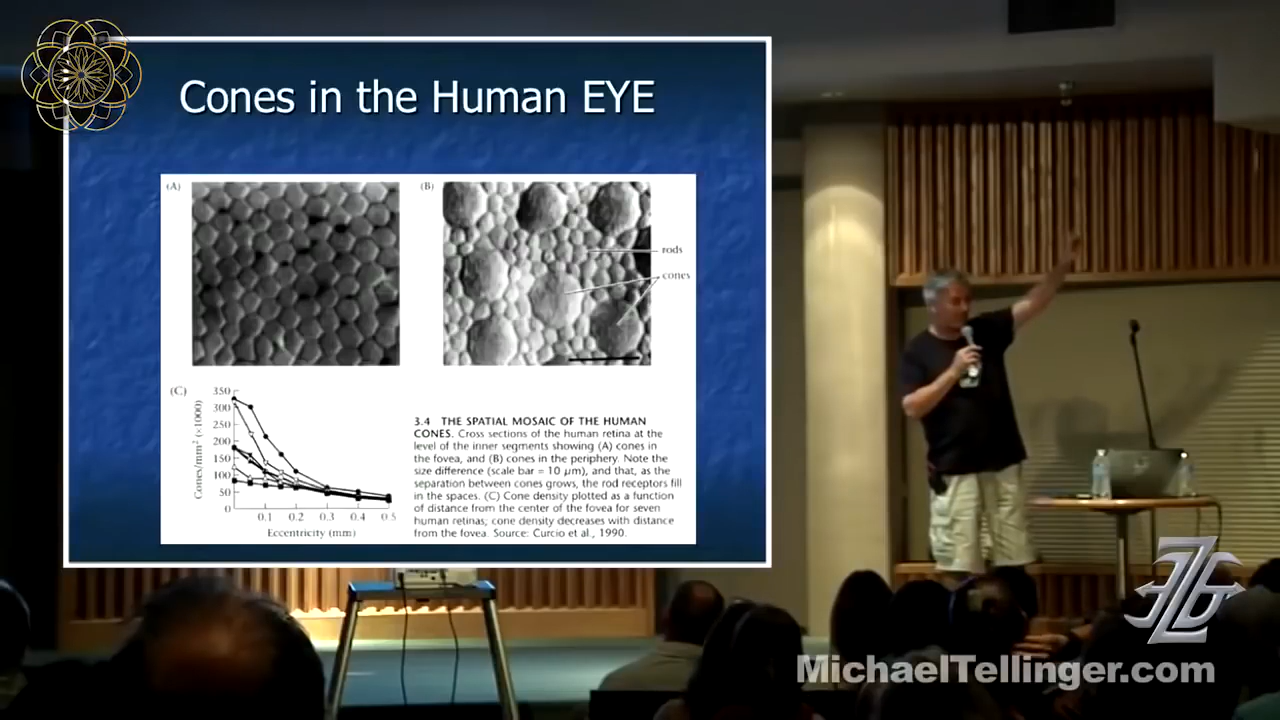 Cones in the Human EYE
(A)
(B)
rods
cones
(C)
350
300
250
200
150
100
50
0
Cones/mm² (×1000)
0.1 0.2 0.3 0.4 0.5
Eccentricity (mm)
3.4 THE SPATIAL MOSAIC OF THE HUMAN
CONES. Cross sections of the human retina at the
level of the inner segments showing (A) cones in
the fovea, and (B) cones in the periphery. Note the
size difference (scale bar = 10 μm), and that, as the
separation between cones grows, the rod receptors fill
in the spaces. (C) Cone density plotted as a function
of distance from the center of the fovea for seven
human retinas; cone density decreases with distance
from the fovea. Source: Curcio et al., 1990.
MichaelTellinger.com